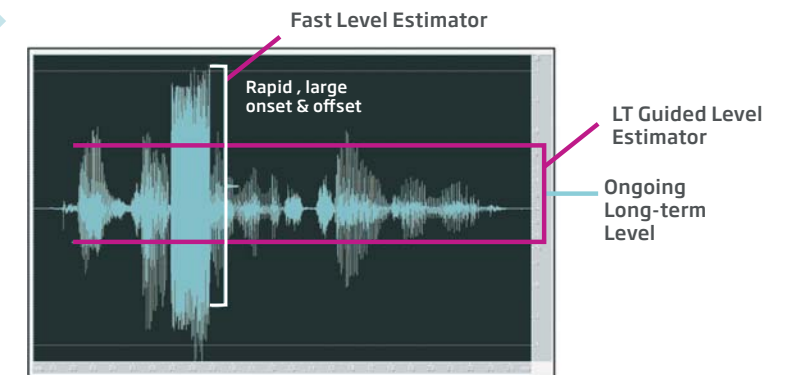 Fast Level Estimator
Rapid , large
onset & offset
LT Guided Level
Estimator
Ongoing
Long-term
Level